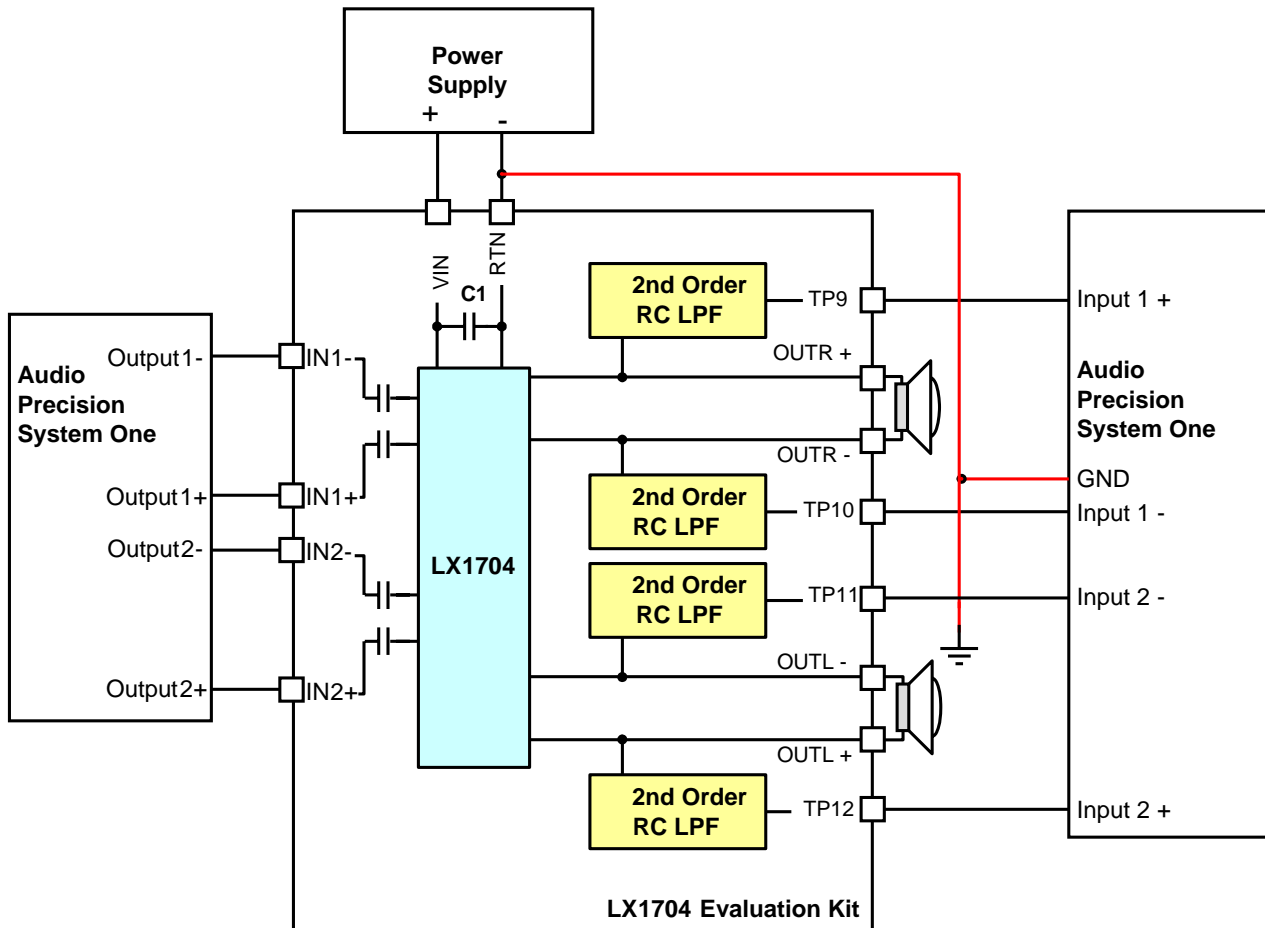 Power
Supply
+
-
VIN
RTN
C1
Audio
Precision
System One
Output1-
Output1+
Output2-
Output2+
IN1-
IN1+
IN2-
IN2+
LX1704
2nd Order
RC LPF
TP9
OUTR +
OUTR -
2nd Order
RC LPF
TP10
2nd Order
RC LPF
TP11
OUTL -
OUTL +
2nd Order
RC LPF
TP12
Input 1 +
Audio
Precision
System One
GND
Input 1 -
Input 2 -
Input 2 +
LX1704 Evaluation Kit